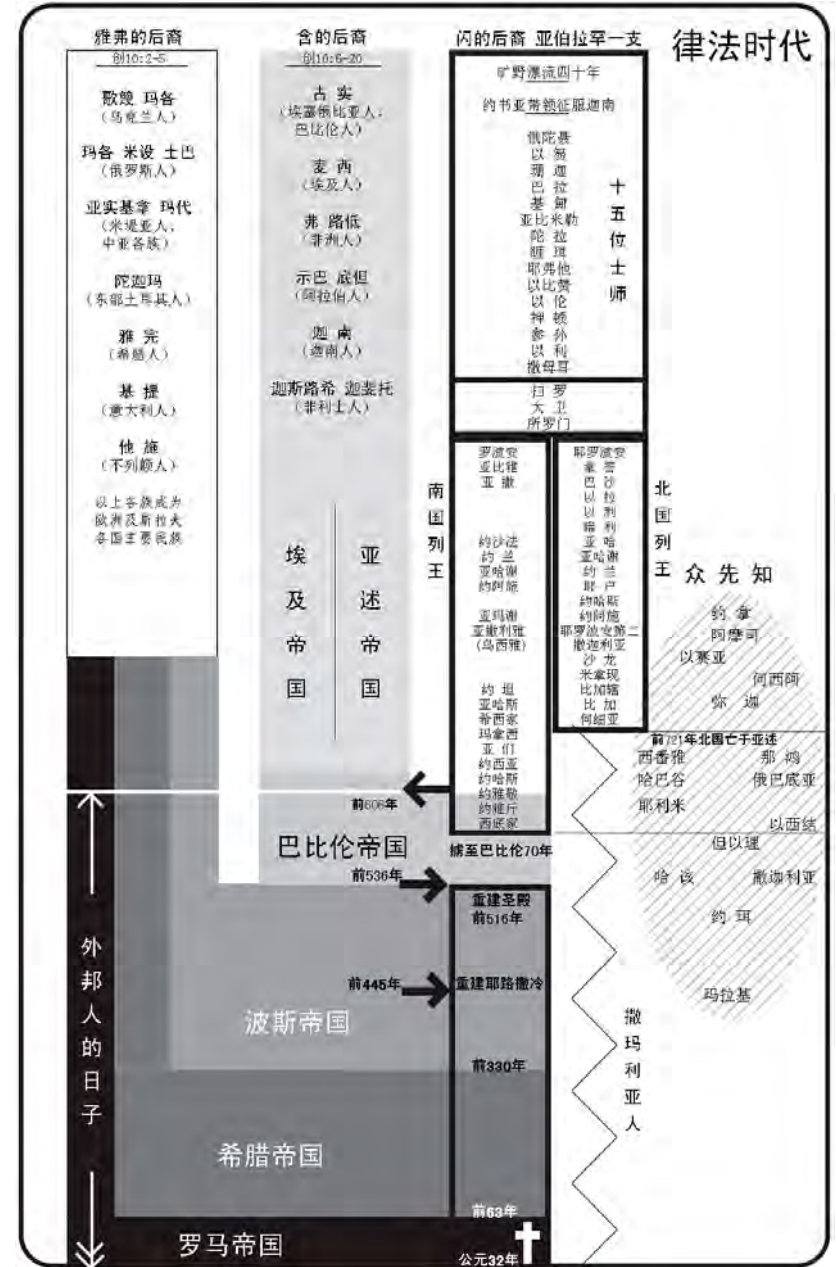 律法时代
雅弗的后裔
创10:2-5
歌篾 玛各
(乌克兰人)
玛各 米设 土巴
(俄罗斯人)
亚实基拿 玛代
(米堤亚人,
中亚各族)
陀迦玛
(东部土耳其人)
雅 完
(希腊人)
基 提
(意大利人)
他 施
(不列颠人)
以上各族成为
欧洲及斯拉夫
各国主要民族
含的后裔
创10:6-20
古 实
(埃塞俄比亚人,
巴比伦人)
麦 西
(埃及人)
弗 路低
(非洲人)
示巴 底但
(阿拉伯人)
迦 南
(迦南人)
迦斯路希 迦斐托
(非利士人)
埃及帝国
亚述帝国
闪的后裔 亚伯拉罕一支
旷野漂流四十年
约书亚带领征服迦南
俄陀聂
以 笏
珊 迦
巴 拉
基 甸
亚比米勒
陀 拉
睚 珥
耶弗他
以比赞
以 伦
押 顿
参 孙
以 利
撒母耳
十五位士师
扫 罗
大 卫
所罗门
南国列王
罗波安
亚比雅
亚 撒
约沙法
约 兰
亚哈谢
约阿施
亚玛谢
亚撒利雅
(乌西雅)
约 坦
亚哈斯
希西家
玛拿西
亚 们
约西亚
约哈斯
约雅敬
约雅斤
西底家
北国列王
耶罗波安
拿 答
巴 沙
以 拉
心 利
暗 利
亚 哈
亚哈谢
约 兰
耶 户
约哈斯
约阿施
耶罗波安第二
撒迦利亚
沙 龙
米拿现
比加辖
比 加
何细亚
众先知
约 拿
阿摩司
以赛亚
何西阿
弥 迦
前721年北国亡于亚述
西番雅 那 鸿
哈巴谷 俄巴底亚
耶利米
以西结
但以理
哈 该 撒迦利亚
约 珥
玛拉基
前606年
巴比伦帝国
掳至巴比伦70年
前536年
重建圣殿
前516年
前445年
重建耶路撒冷
波斯帝国
前330年
希腊帝国
前63年
罗马帝国
公元32年
外邦人的日子
撒玛利亚人